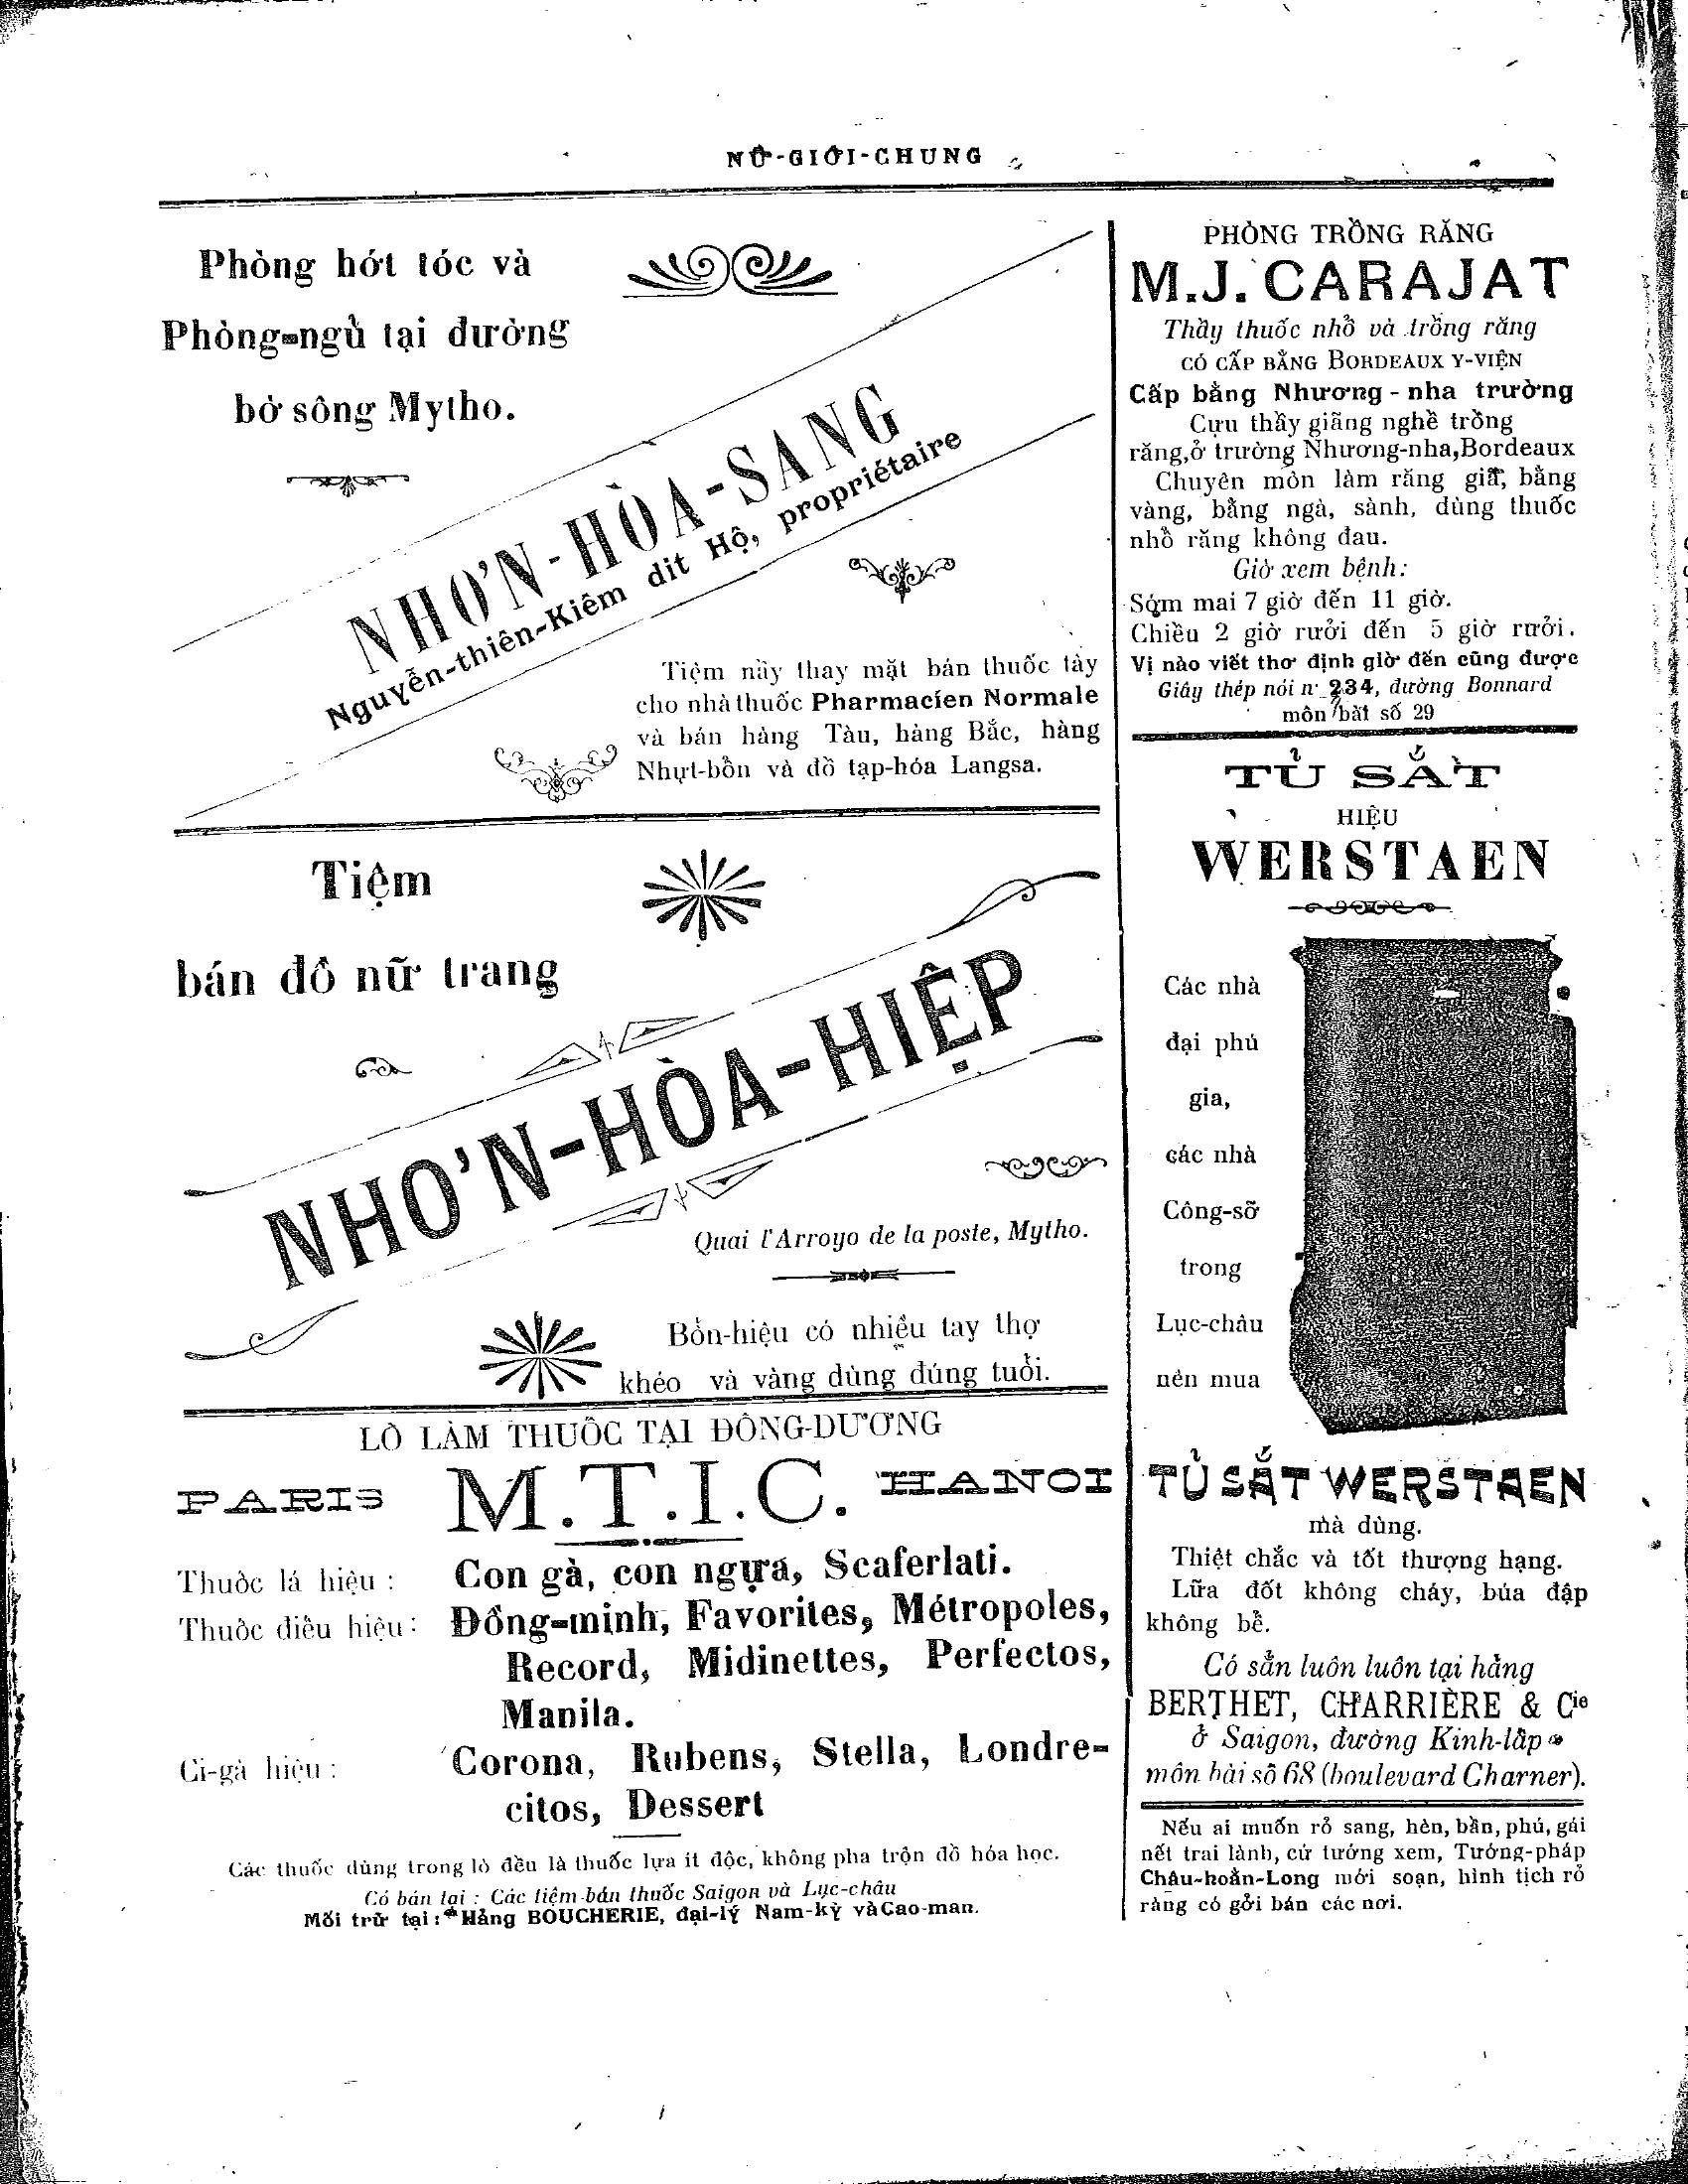 NỮ-GIỚI-CHUNG
Phòng hớt tóc và
Phòng-ngủ tại đường
bờ sông Mytho.
NHƠN-HÒA-SANG
Nguyễn-thiên-Kiêm dit Hộ, propriétaire
Tiệm nầy thay mặt bán thuốc tây
cho nhà thuốc Pharmacien Normale
và bán hàng Tàu, hàng Bắc, hàng
Nhựt-bổn và đồ tạp-hóa Langsa.
Tiệm
bán đồ nữ trang
NHƠN-HÒA-HIỆP
Quai l'Arroyo de la poste, Mytho.
Bổn-hiệu có nhiều tay thợ
khéo và vàng dùng đúng tuổi.
LÒ LÀM THUỐC TẠI ĐÔNG-DƯƠNG
PARIS M.T.I.C. HANOI
Thuốc lá hiệu : Con gà, con ngựa, Scaferlati.
Thuốc điếu hiệu : Đồng-minh, Favorites, Métropoles,
Record, Midinettes, Perfectos,
Manila.
Ci-gà hiệu : Corona, Rubens, Stella, Londre-
citos, Dessert
Các thuốc dùng trong lò đều là thuốc lựa ít độc, không pha trộn đồ hóa học.
Có bán tại : Các tiệm bán thuốc Saigon và Lục-châu
Mối trữ tại : Hảng BOUCHERIE, đại-lý Nam-kỳ và Cao-man.
PHÒNG TRỒNG RĂNG
M.J. CARAJAT
Thầy thuốc nhổ và trồng răng
CÓ CẤP BẰNG BORDEAUX Y-VIỆN
Cấp bằng Nhương-nha trường
Cựu thầy giãng nghề trồng
răng, ở trường Nhương-nha, Bordeaux
Chuyên môn làm răng giã, bằng
vàng, bằng ngà, sành, dùng thuốc
nhổ răng không đau.
Giờ xem bệnh:
Sớm mai 7 giờ đến 11 giờ.
Chiều 2 giờ rưởi đến 5 giờ rưởi.
Vị nào viết thơ định giờ đến cũng được
Giây thép nói n· 234, đường Bonnard
môn bài số 29
TỦ SẮT
HIỆU
WERSTAEN
Các nhà
đại phú
gia,
các nhà
Công-sỡ
trong
Lục-châu
nên mua
TỦ SẮT WERSTAEN
mà dùng.
Thiệt chắc và tốt thượng hạng.
Lữa đốt không cháy, búa đập
không bể.
Có sẳn luôn luôn tại hảng
BERTHET, CHARRIÈRE & Cie
ở Saigon, đường Kinh-lấp
môn bài số 68 (boulevard Charner).
Nếu ai muốn rỏ sang, hèn, bần, phú, gái
nết trai lành, cứ tướng xem, Tướng-pháp
Châu-hoằn-Long mới soạn, hình tịch rỏ
ràng có gởi bán các nơi.